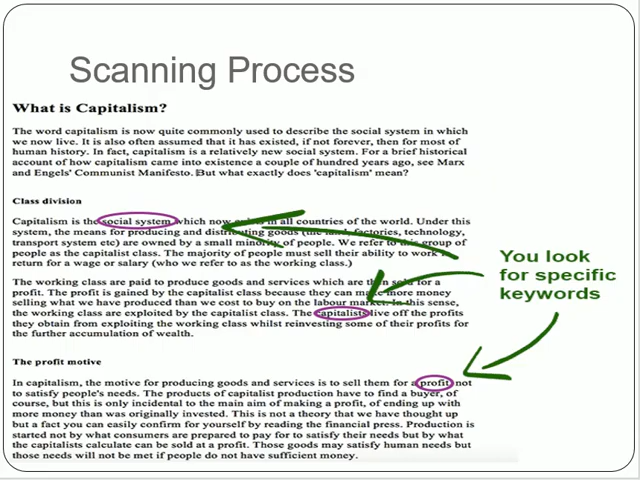 Scanning Process
What is Capitalism?
The word capitalism is now quite commonly used to describe the social system in which
we now live. It is also often assumed that it has existed, if not forever, then for most of
human history. In fact, capitalism is a relatively new social system. For a brief historical
account of how capitalism came into existence a couple of hundred years ago, see Marx
and Engels' Communist Manifesto. But what exactly does 'capitalism' mean?
Class division
Capitalism is the social system which now exists in all countries of the world. Under this
system, the means for producing and distributing goods (the land, factories, technology,
transport system etc) are owned by a small minority of people. We refer to this group of
people as the capitalist class. The majority of people must sell their ability to work in
return for a wage or salary (who we refer to as the working class.)
The working class are paid to produce goods and services which are then sold for a
profit. The profit is gained by the capitalist class because they can make more money
selling what we have produced than we cost to buy on the labour market. In this sense,
the working class are exploited by the capitalist class. The capitalists live off the profits
they obtain from exploiting the working class whilst reinvesting some of their profits for
the further accumulation of wealth.
The profit motive
In capitalism, the motive for producing goods and services is to sell them for a profit, not
to satisfy people's needs. The products of capitalist production have to find a buyer, of
course, but this is only incidental to the main aim of making a profit, of ending up with
more money than was originally invested. This is not a theory that we have thought up
but a fact you can easily confirm for yourself by reading the financial press. Production is
started not by what consumers are prepared to pay for to satisfy their needs but by what
the capitalists calculate can be sold at a profit. Those goods may satisfy human needs but
those needs will not be met if people do not have sufficient money.
You look
for specific
keywords